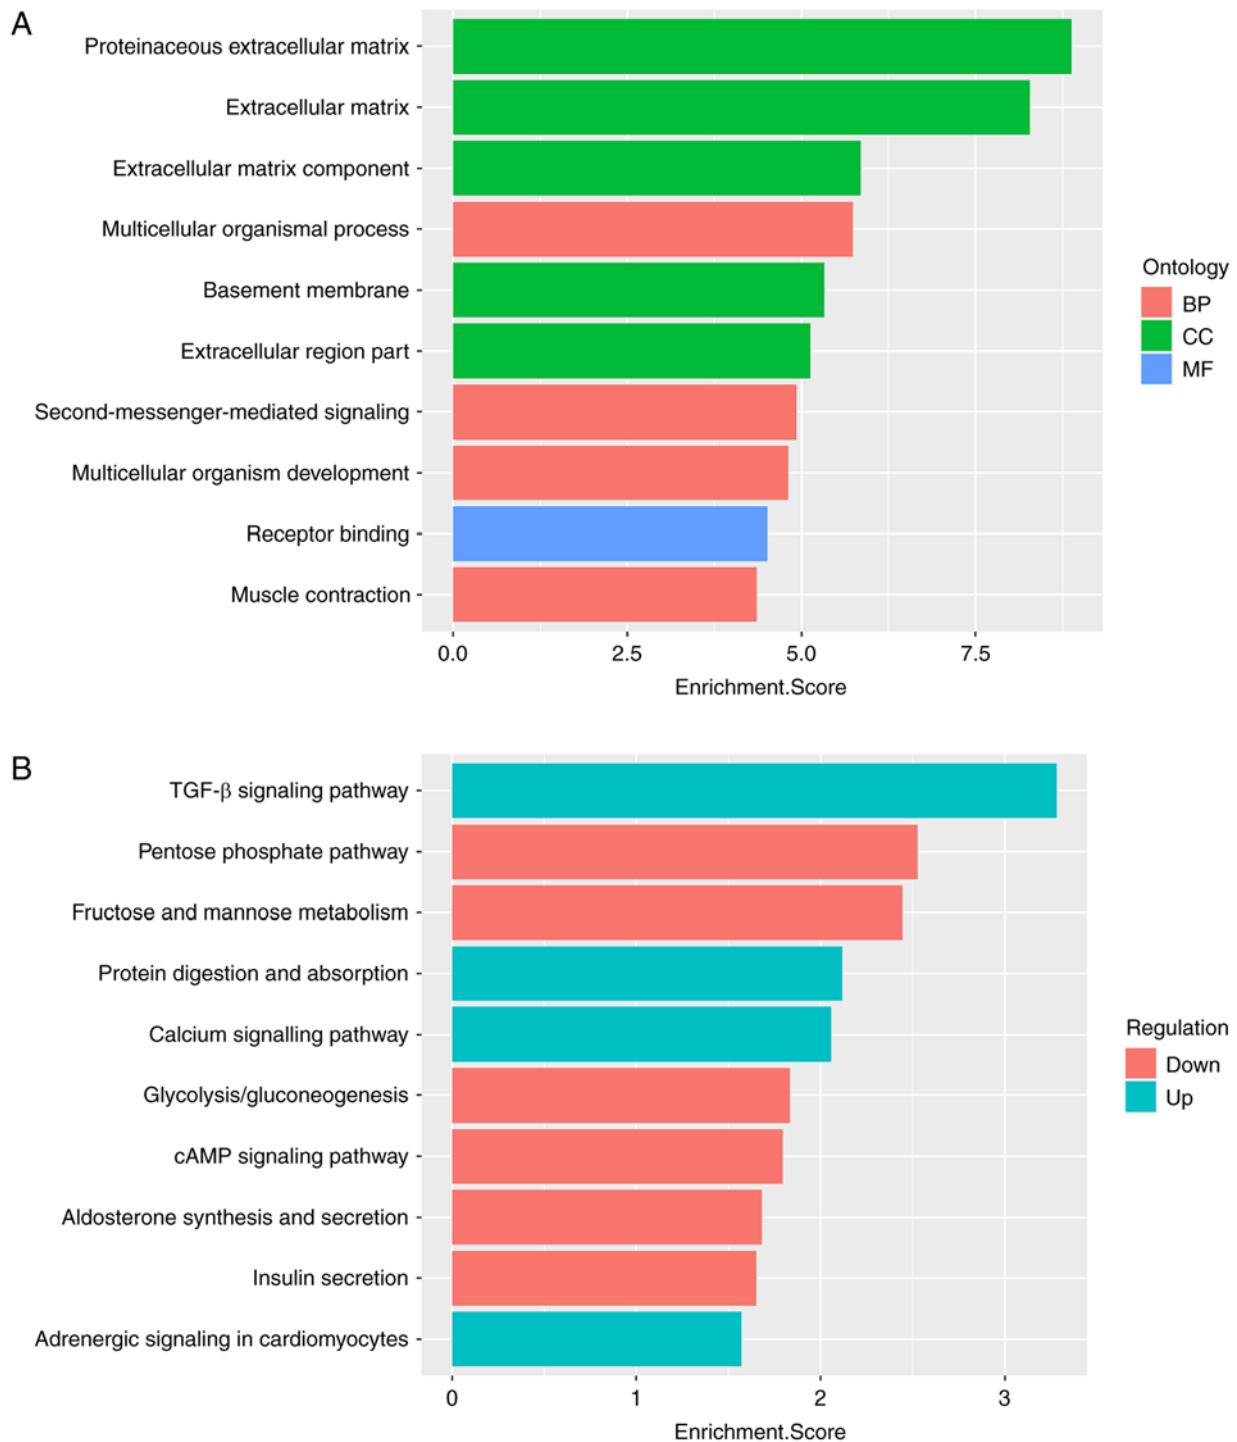 A
Proteinaceous extracellular matrix
Extracellular matrix
Extracellular matrix component
Multicellular organismal process
Basement membrane
Extracellular region part
Second-messenger-mediated signaling
Multicellular organism development
Receptor binding
Muscle contraction
0.0 2.5 5.0 7.5
Enrichment.Score
Ontology
BP
CC
MF
B
TGF-β signaling pathway
Pentose phosphate pathway
Fructose and mannose metabolism
Protein digestion and absorption
Calcium signalling pathway
Glycolysis/gluconeogenesis
cAMP signaling pathway
Aldosterone synthesis and secretion
Insulin secretion
Adrenergic signaling in cardiomyocytes
0 1 2 3
Enrichment.Score
Regulation
Down
Up